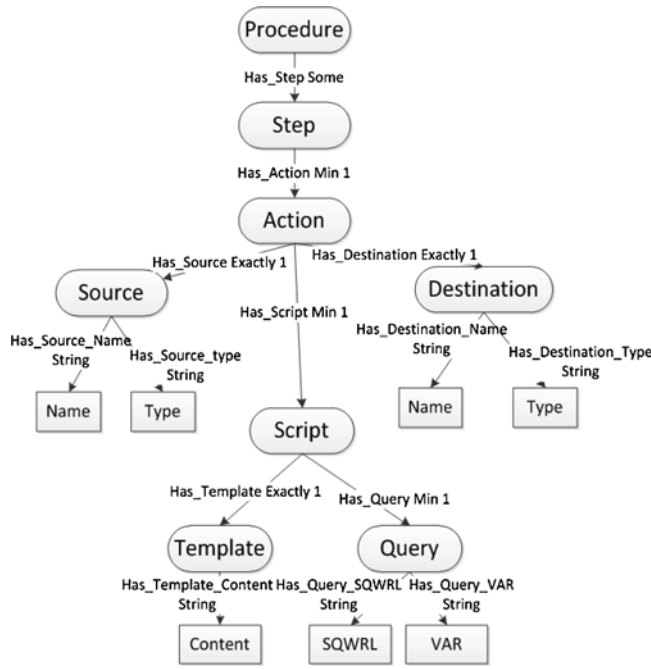 Procedure
Has_Step Some
Step
Has_Action Min 1
Action
Has_Source Exactly 1
Has_Destination Exactly 1
Source
Has_Script Min 1
Destination
Has_Source_Name
String
Has_Source_type
String
Has_Destination_Name
String
Has_Destination_Type
String
Name
Type
Name
Type
Script
Has_Template Exactly 1
Has_Query Min 1
Template
Query
Has_Template_Content
String
Has_Query_SQWRL
String
Has_Query_VAR
String
Content
SQWRL
VAR